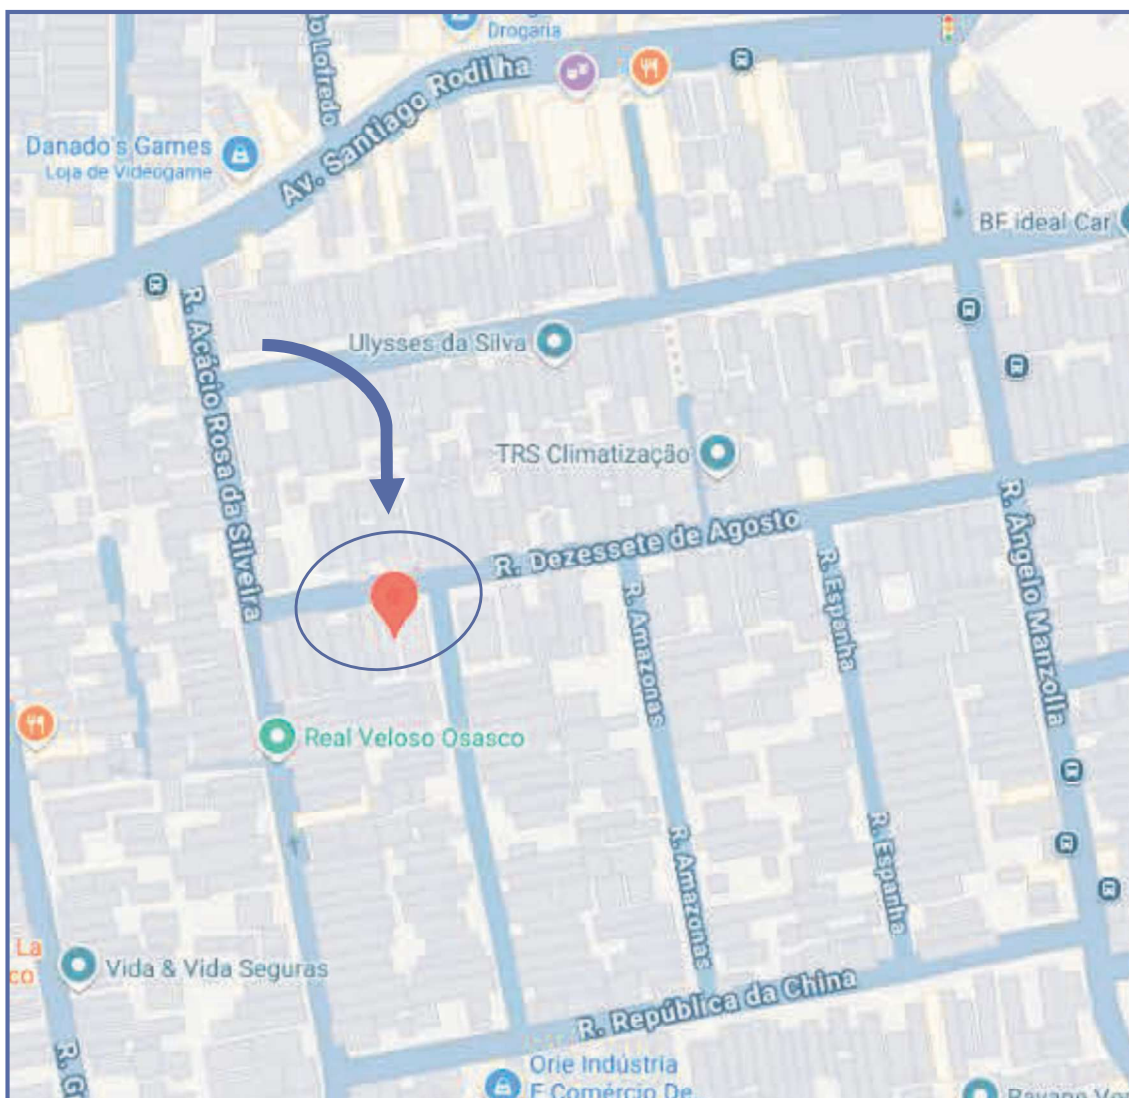 Drogaria
Av. Santiago Rodilha
Danado's Games
Loja de Videogame
BF ideal Car
R. Acácio Rosa da Silveira
Ulysses da Silva
TRS Climatização
R. Dezessete de Agosto
R. Ângelo Manzolla
R. Amazonas
R. Espanha
Real Veloso Osasco
R. Amazonas
R. Espanha
La
co
Vida & Vida Seguras
R. República da China
R. G
Orie Indústria
E Comércio De